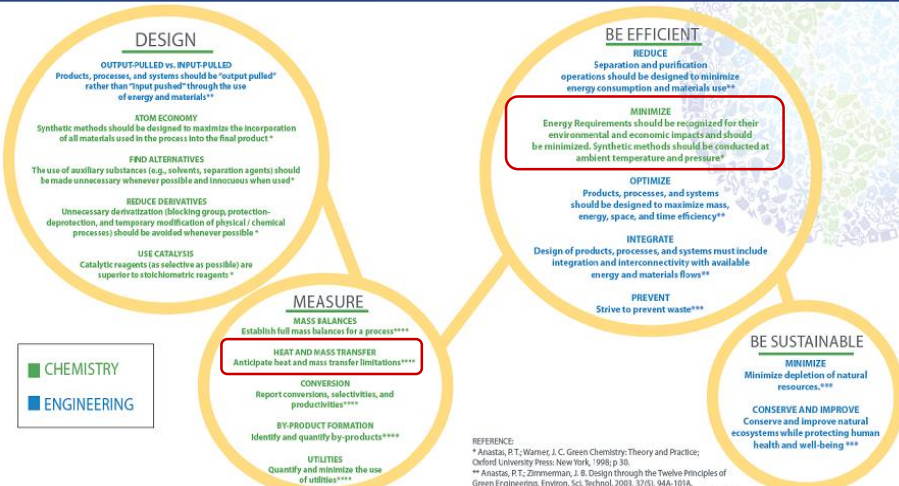 DESIGN
OUTPUT-PULLED vs. INPUT-PULLED
Products, processes, and systems should be "output pulled"
rather than "input pushed" through the use
of energy and materials**
ATOM ECONOMY
Synthetic methods should be designed to maximize the incorporation
of all materials used in the process into the final product *
FIND ALTERNATIVES
The use of auxiliary substances (e.g., solvents, separation agents) should
be made unnecessary whenever possible and innocuous when used*
REDUCE DERIVATIVES
Unnecessary derivatization (blocking group, protection-
deprotection, and temporary modification of physical / chemical
processes) should be avoided whenever possible *
USE CATALYSIS
Catalytic reagents (as selective as possible) are
superior to stoichiometric reagents *
MEASURE
MASS BALANCES
Establish full mass balances for a process****
HEAT AND MASS TRANSFER
Anticipate heat and mass transfer limitations****
CONVERSION
Report conversions, selectivities, and
productivities****
BY-PRODUCT FORMATION
Identify and quantify by-products****
UTILITIES
Quantify and minimize the use
of utilities****
CHEMISTRY
ENGINEERING
BE EFFICIENT
REDUCE
Separation and purification
operations should be designed to minimize
energy consumption and materials use**
MINIMIZE
Energy Requirements should be recognized for their
environmental and economic impacts and should
be minimized. Synthetic methods should be conducted at
ambient temperature and pressure*
OPTIMIZE
Products, processes, and systems
should be designed to maximize mass,
energy, space, and time efficiency**
INTEGRATE
Design of products, processes, and systems must include
integration and interconnectivity with available
energy and materials flows**
PREVENT
Strive to prevent waste***
BE SUSTAINABLE
MINIMIZE
Minimize depletion of natural
resources.***
CONSERVE AND IMPROVE
Conserve and improve natural
ecosystems while protecting human
health and well-being ***
REFERENCE:
* Anastas, P. T.; Warner, J. C. Green Chemistry: Theory and Practice;
Oxford University Press: New York, 1998; p 30.
** Anastas, P.T.; Zimmerman, J. B. Design through the Twelve Principles of
Green Engineering. Environ. Sci. Technol. 2003, 37(5), 94A-101A.